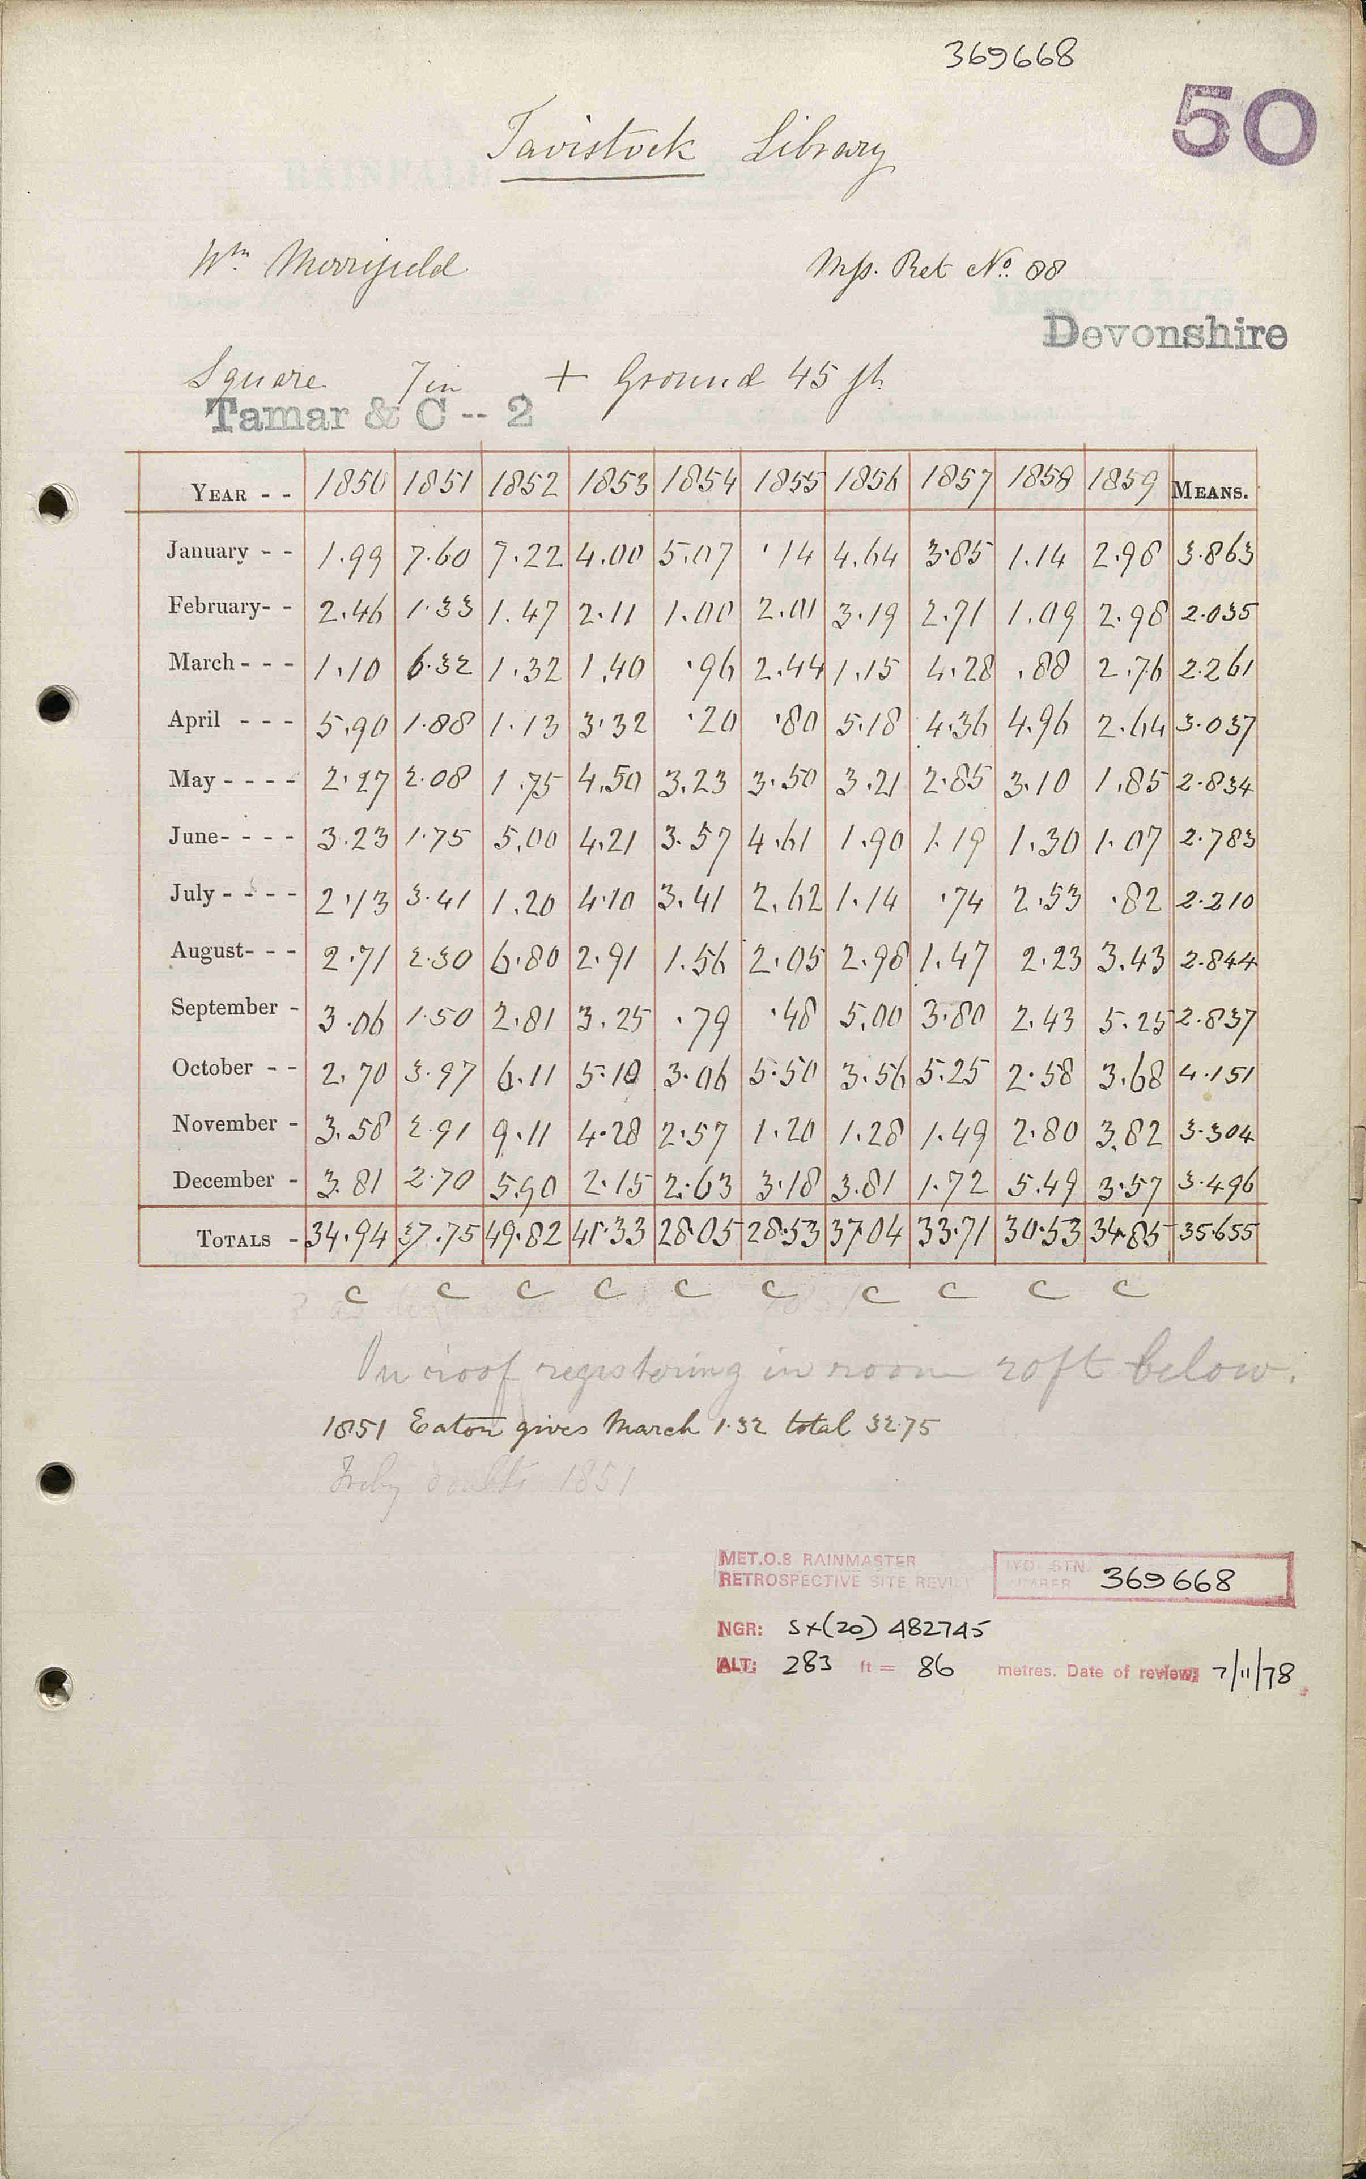 369668
50
Tavistock Library
Wm Merrifield Mss. Ret No. 88
Devonshire
Square 7in + Ground 45 ft
Tamar & C -- 2
YEAR - - 1850 1851 1852 1853 1854 1855 1856 1857 1858 1859 MEANS.
January - - 1.99 7.60 7.22 4.00 5.07 .14 4.64 3.85 1.14 2.98 3.863
February- - 2.46 1.33 1.47 2.11 1.00 2.01 3.19 2.71 1.09 2.98 2.035
March - - - 1.10 6.32 1.32 1.40 .96 2.44 1.15 4.28 .88 2.76 2.261
April - - - 5.90 1.88 1.13 3.32 .20 .80 5.18 4.36 4.96 2.64 3.037
May - - - - 2.27 2.08 1.75 4.50 3.23 3.50 3.21 2.85 3.10 1.85 2.834
June- - - - 3.23 1.75 5.00 4.21 3.57 4.61 1.90 1.19 1.30 1.07 2.783
July - - - - 2.13 3.41 1.20 4.10 3.41 2.62 1.14 .74 2.53 .82 2.210
August- - - 2.71 2.30 6.80 2.91 1.56 2.05 2.98 1.47 2.23 3.43 2.844
September - 3.06 1.50 2.81 3.25 .79 .48 5.00 3.80 2.43 5.25 2.837
October - - 2.70 3.97 6.11 5.10 3.06 5.50 3.56 5.25 2.58 3.68 4.151
November - 3.58 2.91 9.11 4.28 2.57 1.20 1.28 1.49 2.80 3.82 3.304
December - 3.81 2.70 5.90 2.15 2.63 3.18 3.81 1.72 5.49 3.57 3.496
TOTALS - 34.94 37.75 49.82 41.33 28.05 28.53 37.04 33.71 30.53 34.85 35.655
C C C C C C C C C C
On roof registering in room 20ft below.
1851 Eaton gives March 1.32 total 32.75
doubts 1851
MET.O.8 RAINMASTER
RETROSPECTIVE SITE REVIEW
STN. NUMBER 369668
NGR: SX(20) 482745
ALT: 283 ft = 86 metres. Date of review: 7/11/78